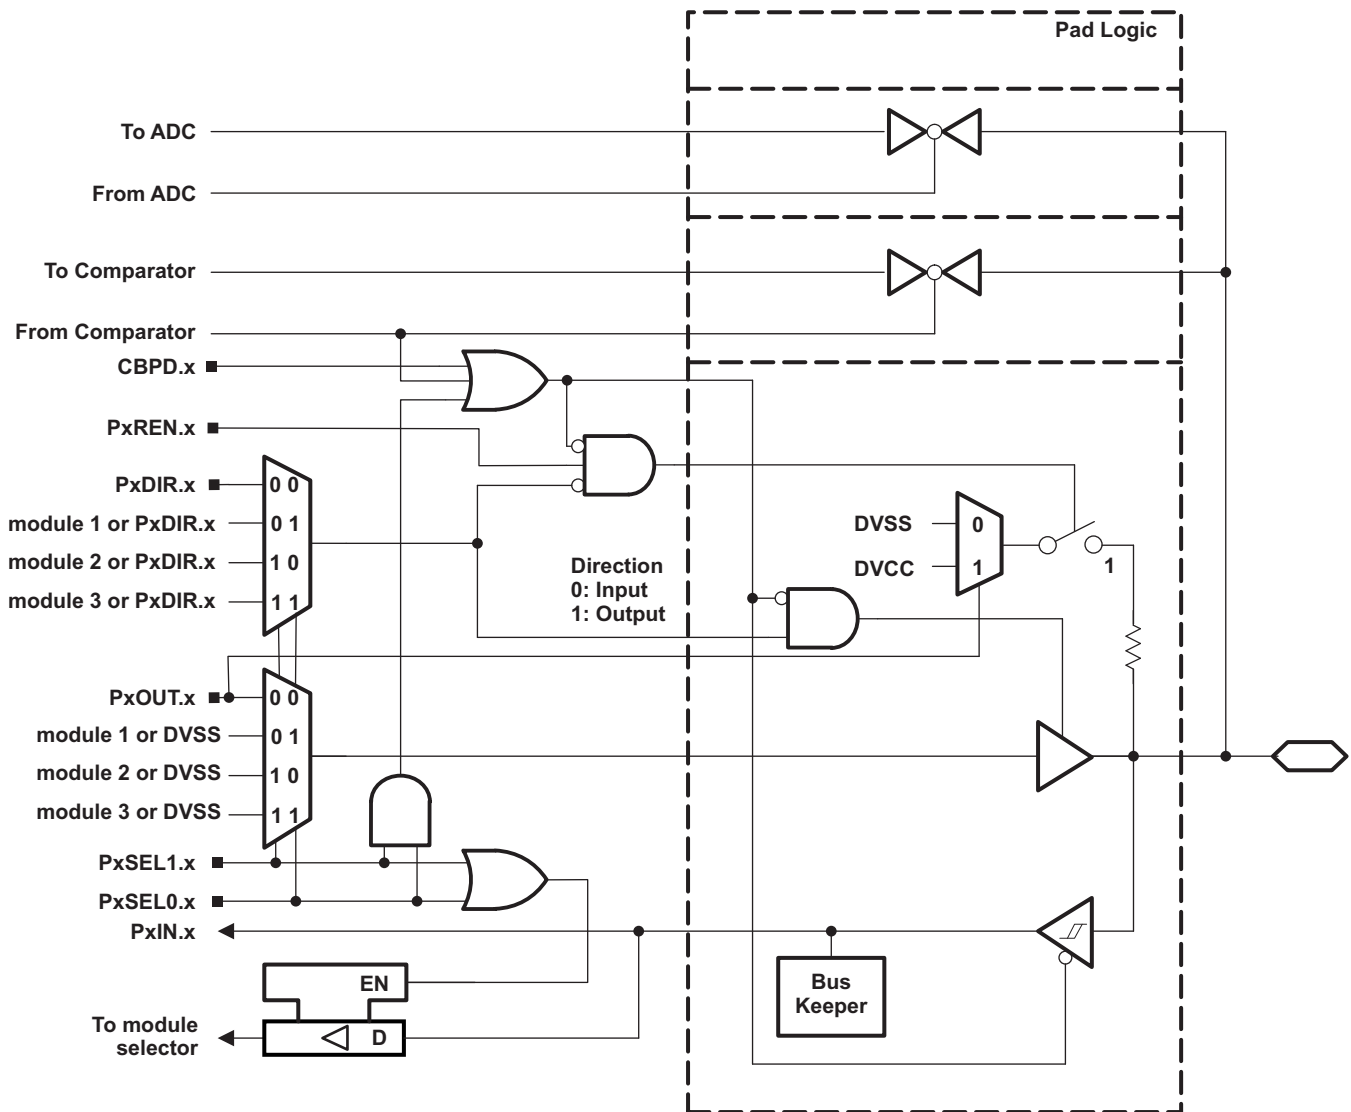 Pad Logic
To ADC
From ADC
To Comparator
From Comparator
CBPD.x
PxREN.x
PxDIR.x
0 0
module 1 or PxDIR.x
0 1
module 2 or PxDIR.x
1 0
module 3 or PxDIR.x
1 1
Direction
0: Input
1: Output
DVSS
0
DVCC
1
1
PxOUT.x
0 0
module 1 or DVSS
0 1
module 2 or DVSS
1 0
module 3 or DVSS
1 1
PxSEL1.x
PxSEL0.x
PxIN.x
Bus
Keeper
EN
D
To module
selector